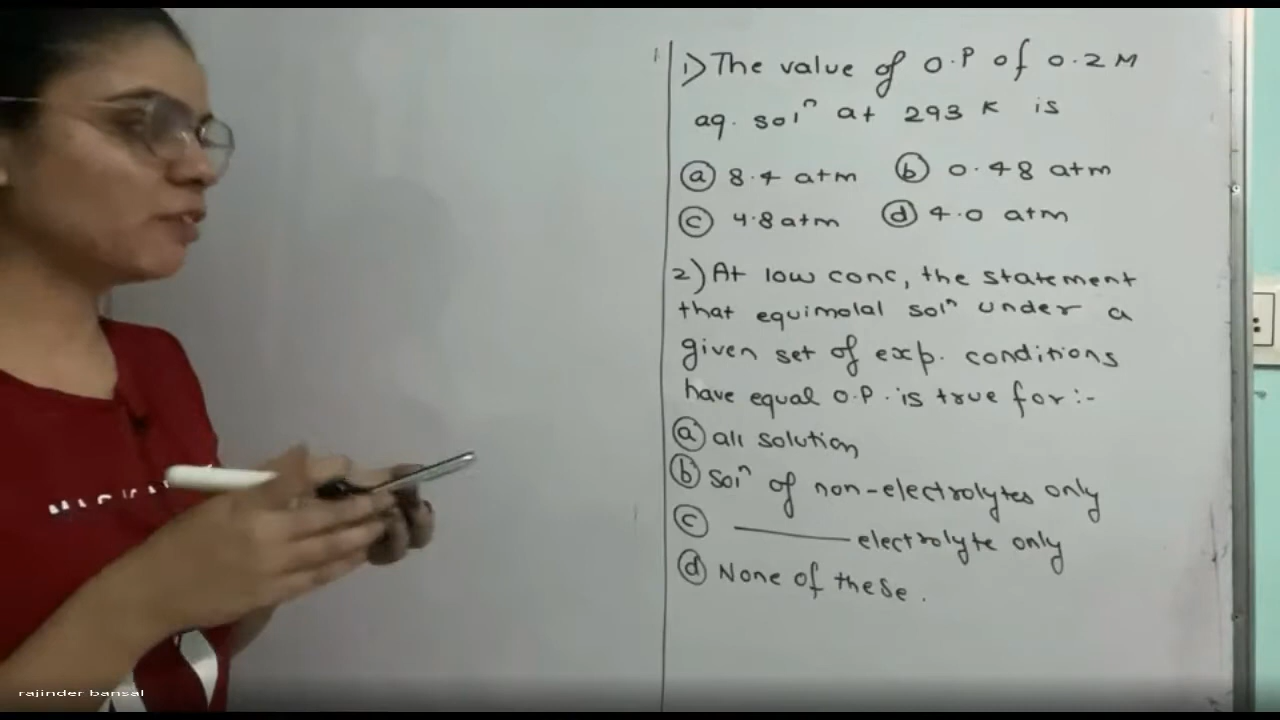 1) The value of O.P of 0.2 M
aq. solⁿ at 293 K is
(a) 8.4 atm (b) 0.48 atm
(c) 4.8 atm (d) 4.0 atm
2) At low conc, the statement
that equimolal solⁿ under a
given set of exp. conditions
have equal O.P. is true for :-
(a) all solution
(b) solⁿ of non-electrolytes only
(c) ———— electrolyte only
(d) None of these.
rajinder bansal